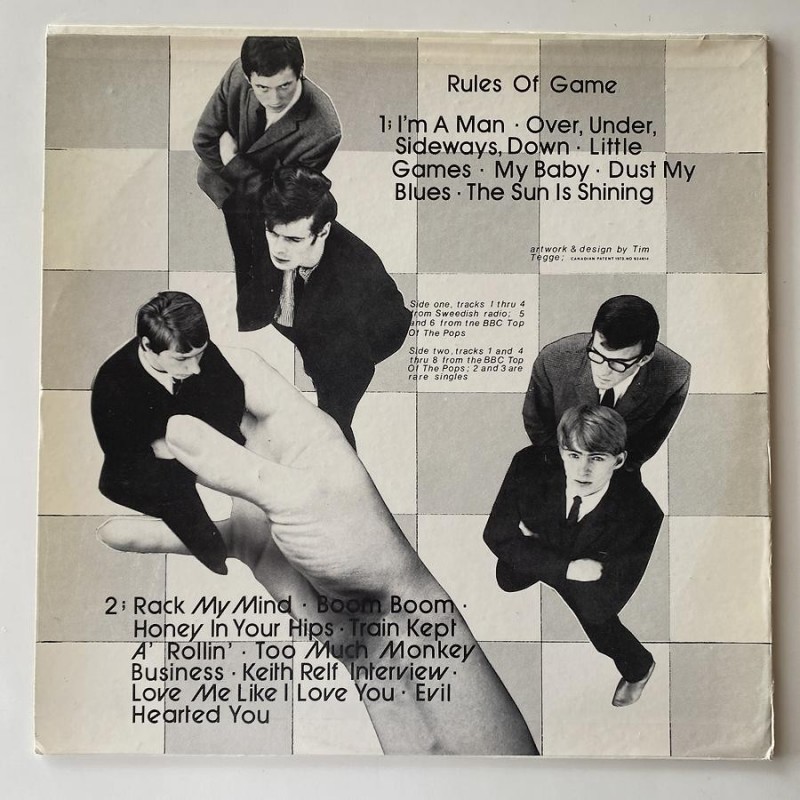 Rules Of Game
1; I'm A Man · Over, Under,
Sideways, Down · Little
Games · My Baby · Dust My
Blues · The Sun Is Shining
artwork & design by Tim
Tegge;
Side one, tracks 1 thru 4
from Sweedish radio; 5
and 6 from the BBC Top
Of The Pops
Side two, tracks 1 and 4
thru 8 from the BBC Top
Of The Pops; 2 and 3 are
rare singles
2; Rack My Mind · Boom Boom ·
Honey In Your Hips · Train Kept
A' Rollin' · Too Much Monkey
Business · Keith Relf Interview ·
Love Me Like I Love You · Evil
Hearted You